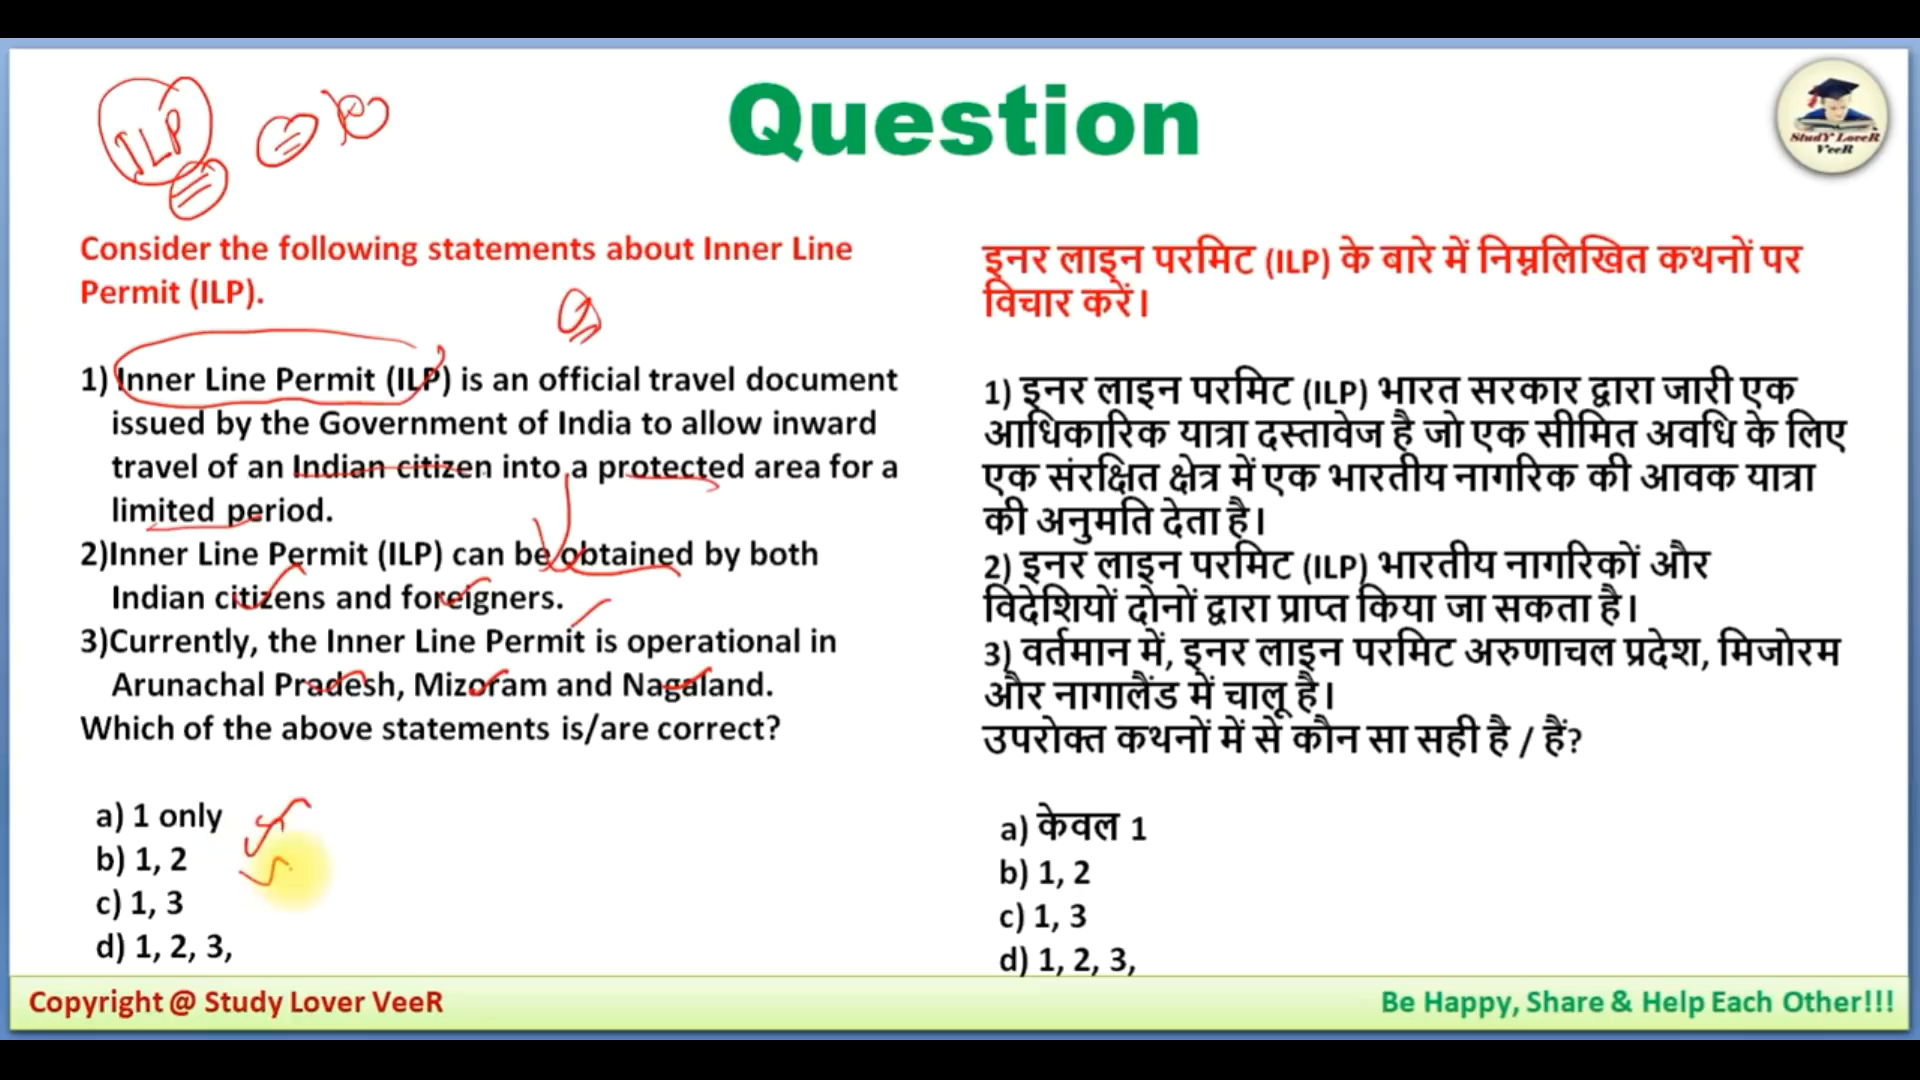 Question
StudY LoveR
VeeR
ILP
Consider the following statements about Inner Line
Permit (ILP).
1) Inner Line Permit (ILP) is an official travel document
issued by the Government of India to allow inward
travel of an Indian citizen into a protected area for a
limited period.
2)Inner Line Permit (ILP) can be obtained by both
Indian citizens and foreigners.
3)Currently, the Inner Line Permit is operational in
Arunachal Pradesh, Mizoram and Nagaland.
Which of the above statements is/are correct?
a) 1 only
b) 1, 2
c) 1, 3
d) 1, 2, 3,
इनर लाइन परमिट (ILP) के बारे में निम्नलिखित कथनों पर
विचार करें।
1) इनर लाइन परमिट (ILP) भारत सरकार द्वारा जारी एक
आधिकारिक यात्रा दस्तावेज है जो एक सीमित अवधि के लिए
एक संरक्षित क्षेत्र में एक भारतीय नागरिक की आवक यात्रा
की अनुमति देता है।
2) इनर लाइन परमिट (ILP) भारतीय नागरिकों और
विदेशियों दोनों द्वारा प्राप्त किया जा सकता है।
3) वर्तमान में, इनर लाइन परमिट अरुणाचल प्रदेश, मिजोरम
और नागालैंड में चालू है।
उपरोक्त कथनों में से कौन सा सही है / हैं?
a) केवल 1
b) 1, 2
c) 1, 3
d) 1, 2, 3,
Copyright @ Study Lover VeeR
Be Happy, Share & Help Each Other!!!